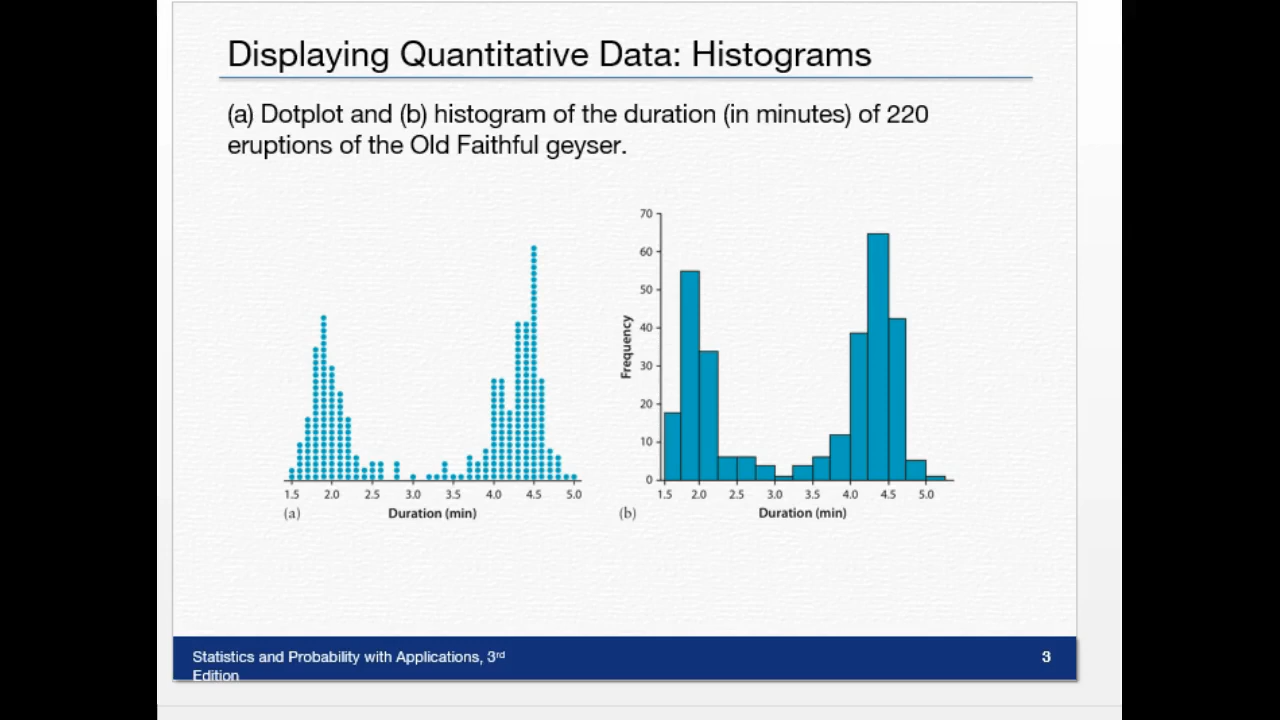 Displaying Quantitative Data: Histograms
(a) Dotplot and (b) histogram of the duration (in minutes) of 220
eruptions of the Old Faithful geyser.
1.5 2.0 2.5 3.0 3.5 4.0 4.5 5.0
(a) Duration (min)
70
60
50
40
30
20
10
0
Frequency
1.5 2.0 2.5 3.0 3.5 4.0 4.5 5.0
(b) Duration (min)
Statistics and Probability with Applications, 3rd
Edition
3